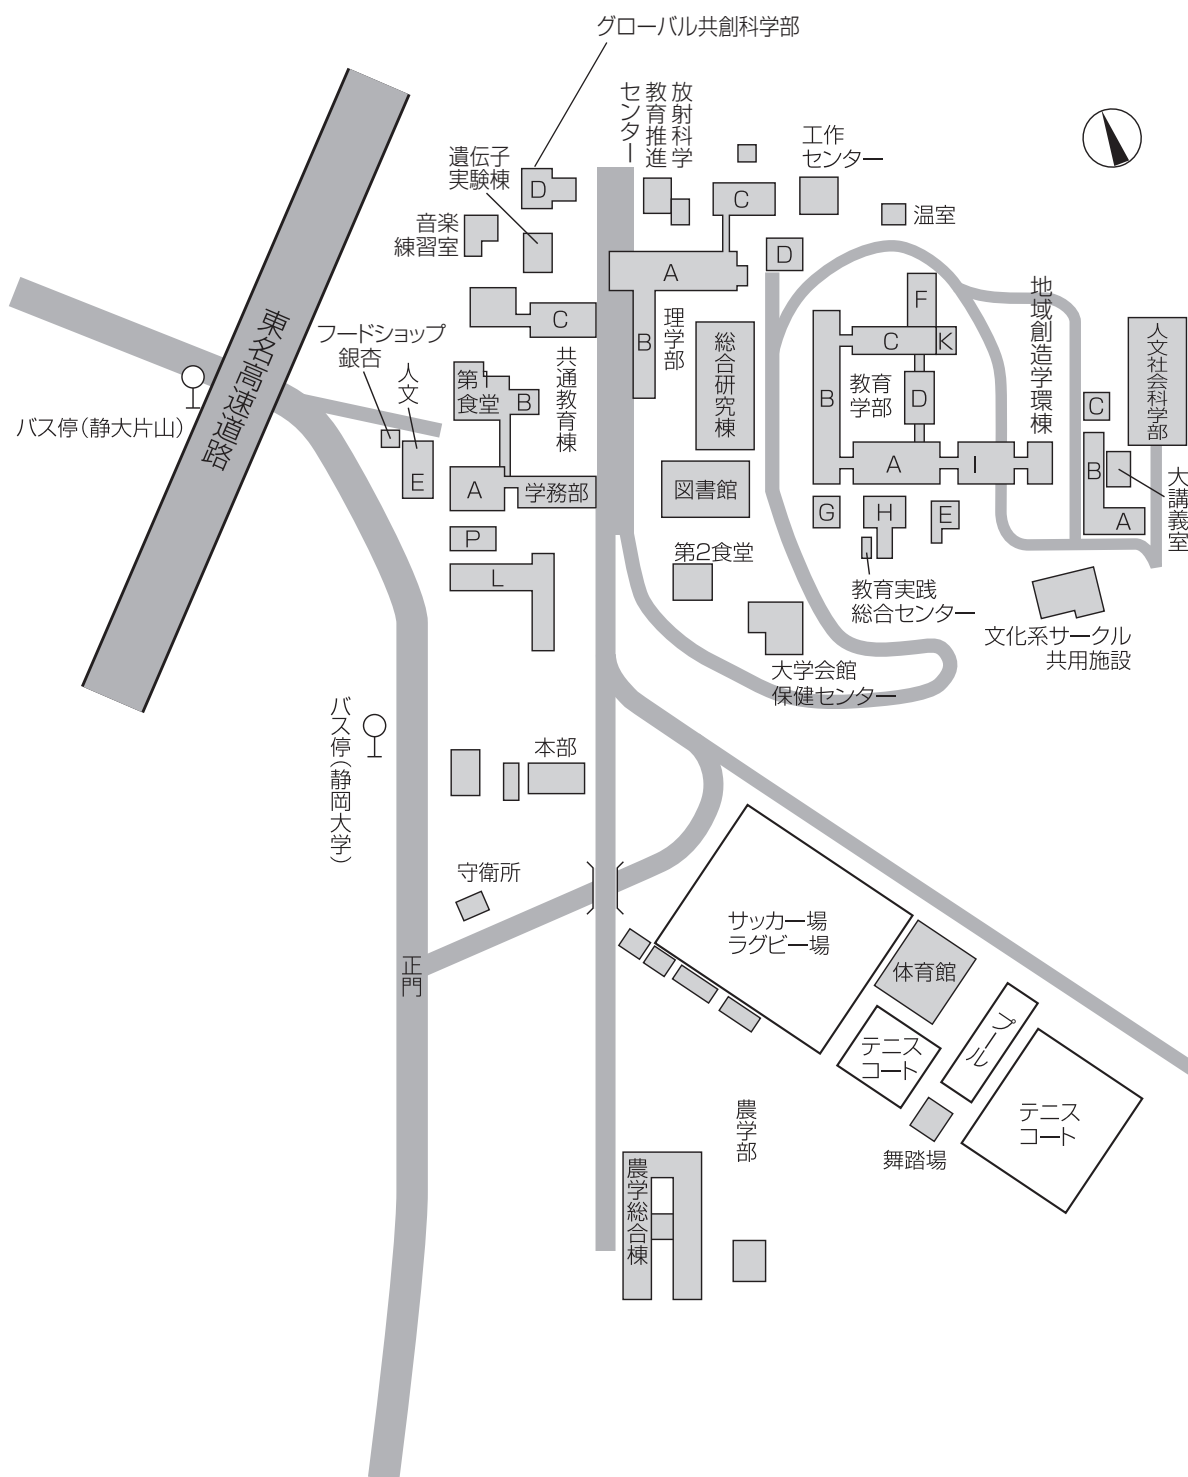 グローバル共創科学部
放射科学
教育推進
センター
工作
センター
遺伝子
実験棟
D
C
温室
音楽
練習室
D
A
東名高速道路
地域創造学環棟
F
理学部
C
フードショップ
銀杏
人文
共通教育棟
B
総合研究棟
C
K
人文社会科学部
第1
食堂
B
教育
学部
B
D
C
バス停(静大片山)
E
A
学務部
図書館
A
I
B
大講義室
A
P
G
H
E
第2食堂
L
教育実践
総合センター
文化系サークル
共用施設
大学会館
保健センター
バス停(静岡大学)
本部
守衛所
正門
サッカー場
ラグビー場
体育館
プール
テニス
コート
テニス
コート
舞踏場
農学部
農学総合棟